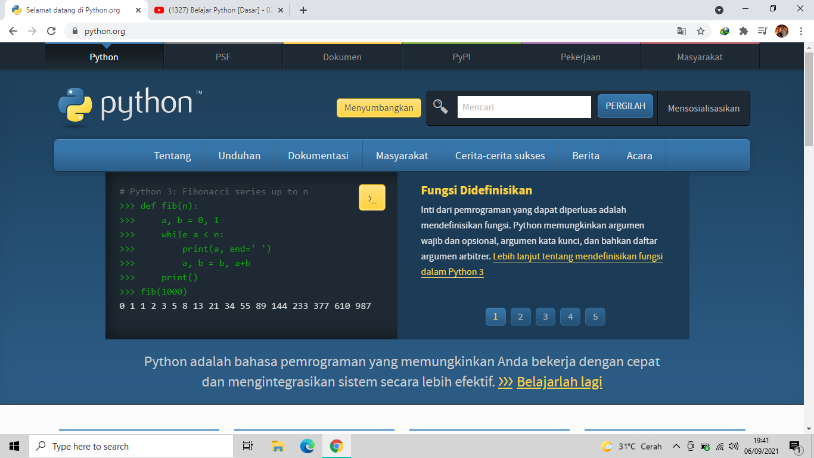 Selamat datang di Python.org
(1327) Belajar Python [Dasar] - 0
python.org
Python
PSF
Dokumen
PyPI
Pekerjaan
Masyarakat
python™
Menyumbangkan
Mencari
PERGILAH
Mensosialisasikan
Tentang
Unduhan
Dokumentasi
Masyarakat
Cerita-cerita sukses
Berita
Acara
# Python 3: Fibonacci series up to n
>>> def fib(n):
>>>     a, b = 0, 1
>>>     while a < n:
>>>         print(a, end=' ')
>>>         a, b = b, a+b
>>>     print()
>>> fib(1000)
0 1 1 2 3 5 8 13 21 34 55 89 144 233 377 610 987
>_
Fungsi Didefinisikan
Inti dari pemrograman yang dapat diperluas adalah
mendefinisikan fungsi. Python memungkinkan argumen
wajib dan opsional, argumen kata kunci, dan bahkan daftar
argumen arbitrer. Lebih lanjut tentang mendefinisikan fungsi
dalam Python 3
1 2 3 4 5
Python adalah bahasa pemrograman yang memungkinkan Anda bekerja dengan cepat
dan mengintegrasikan sistem secara lebih efektif. >>> Belajarlah lagi
Type here to search
31°C Cerah
19:41
06/09/2021
1